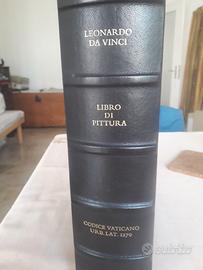 LEONARDO
DA VINCI
LIBRO
DI
PITTURA
CODICE VATICANO
URB. LAT. 1270
subito